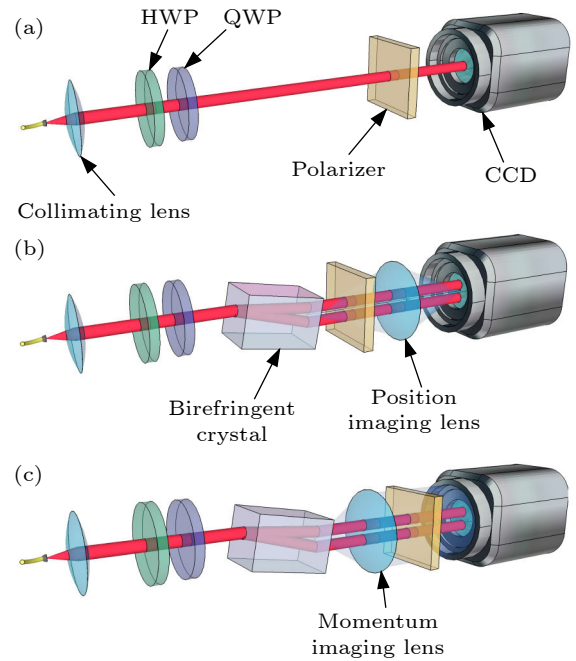 (a)
HWP
QWP
Polarizer
CCD
Collimating lens
(b)
Birefringent
crystal
Position
imaging lens
(c)
Momentum
imaging lens